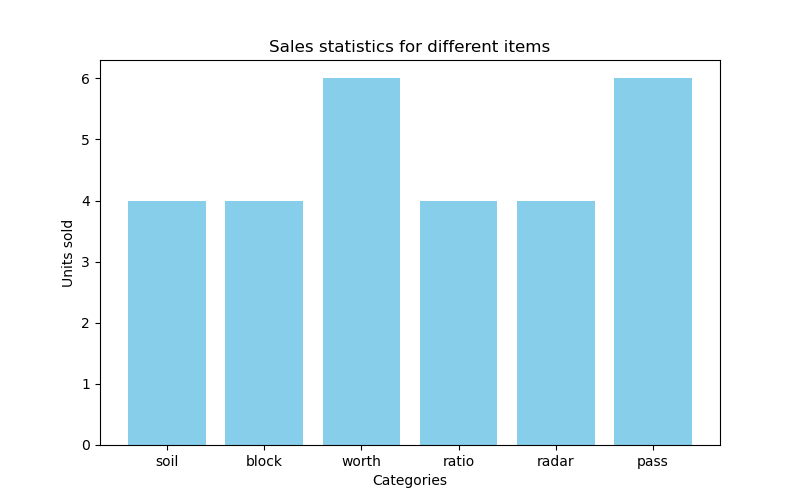 Sales statistics for different items
6
5
4
3
2
1
0
Units sold
soil block worth ratio radar pass
Categories